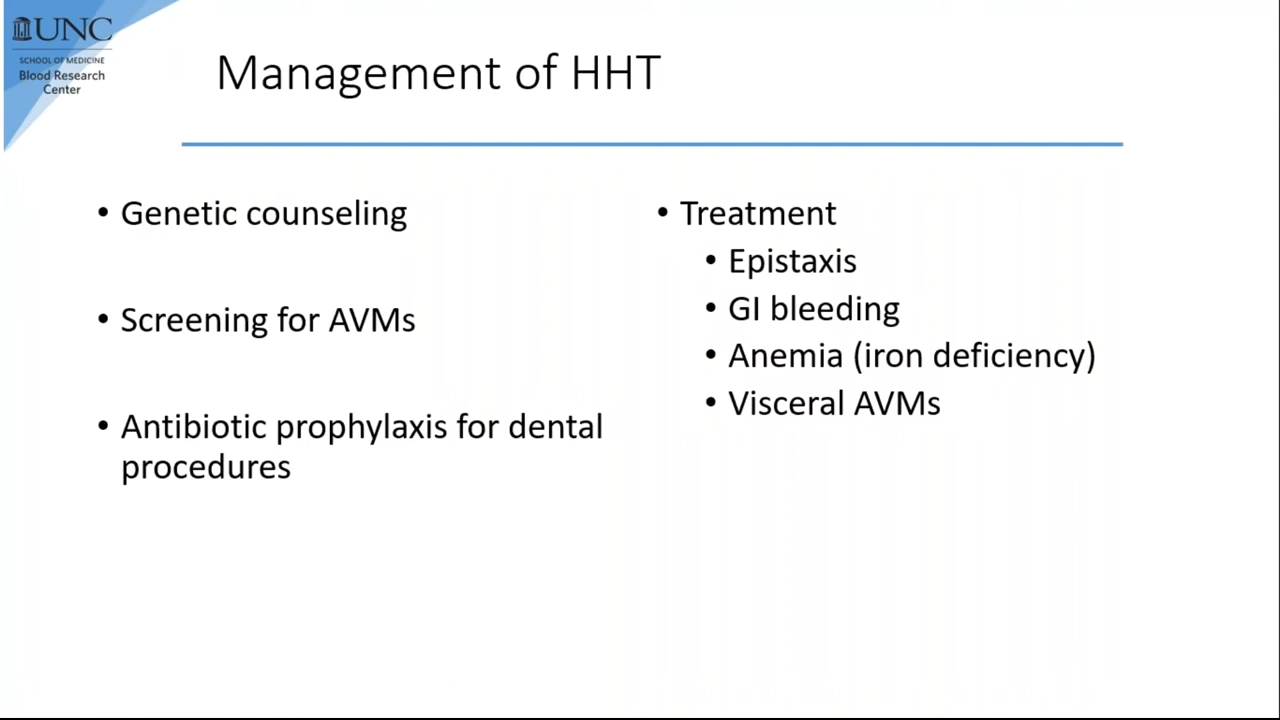 UNC
SCHOOL OF MEDICINE
Blood Research
Center
Management of HHT
• Genetic counseling
• Screening for AVMs
• Antibiotic prophylaxis for dental
procedures
• Treatment
• Epistaxis
• GI bleeding
• Anemia (iron deficiency)
• Visceral AVMs